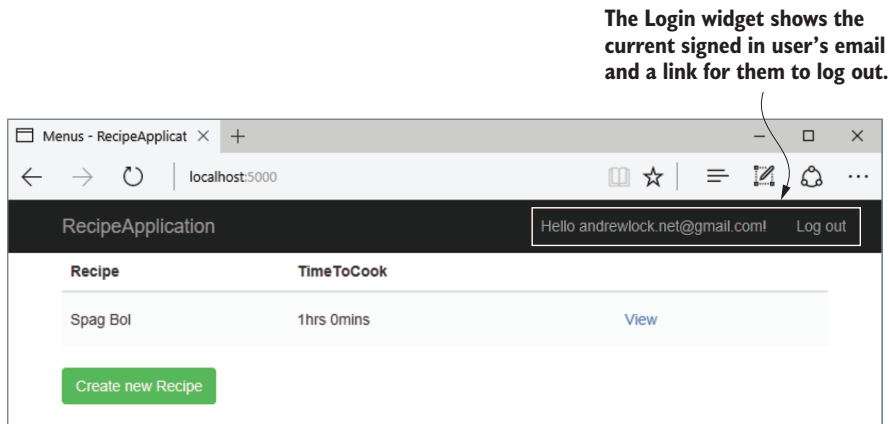 The Login widget shows the
current signed in user's email
and a link for them to log out.
Menus - RecipeApplicat
localhost:5000
RecipeApplication Hello andrewlock.net@gmail.com! Log out
Recipe TimeToCook
Spag Bol 1hrs 0mins View
Create new Recipe